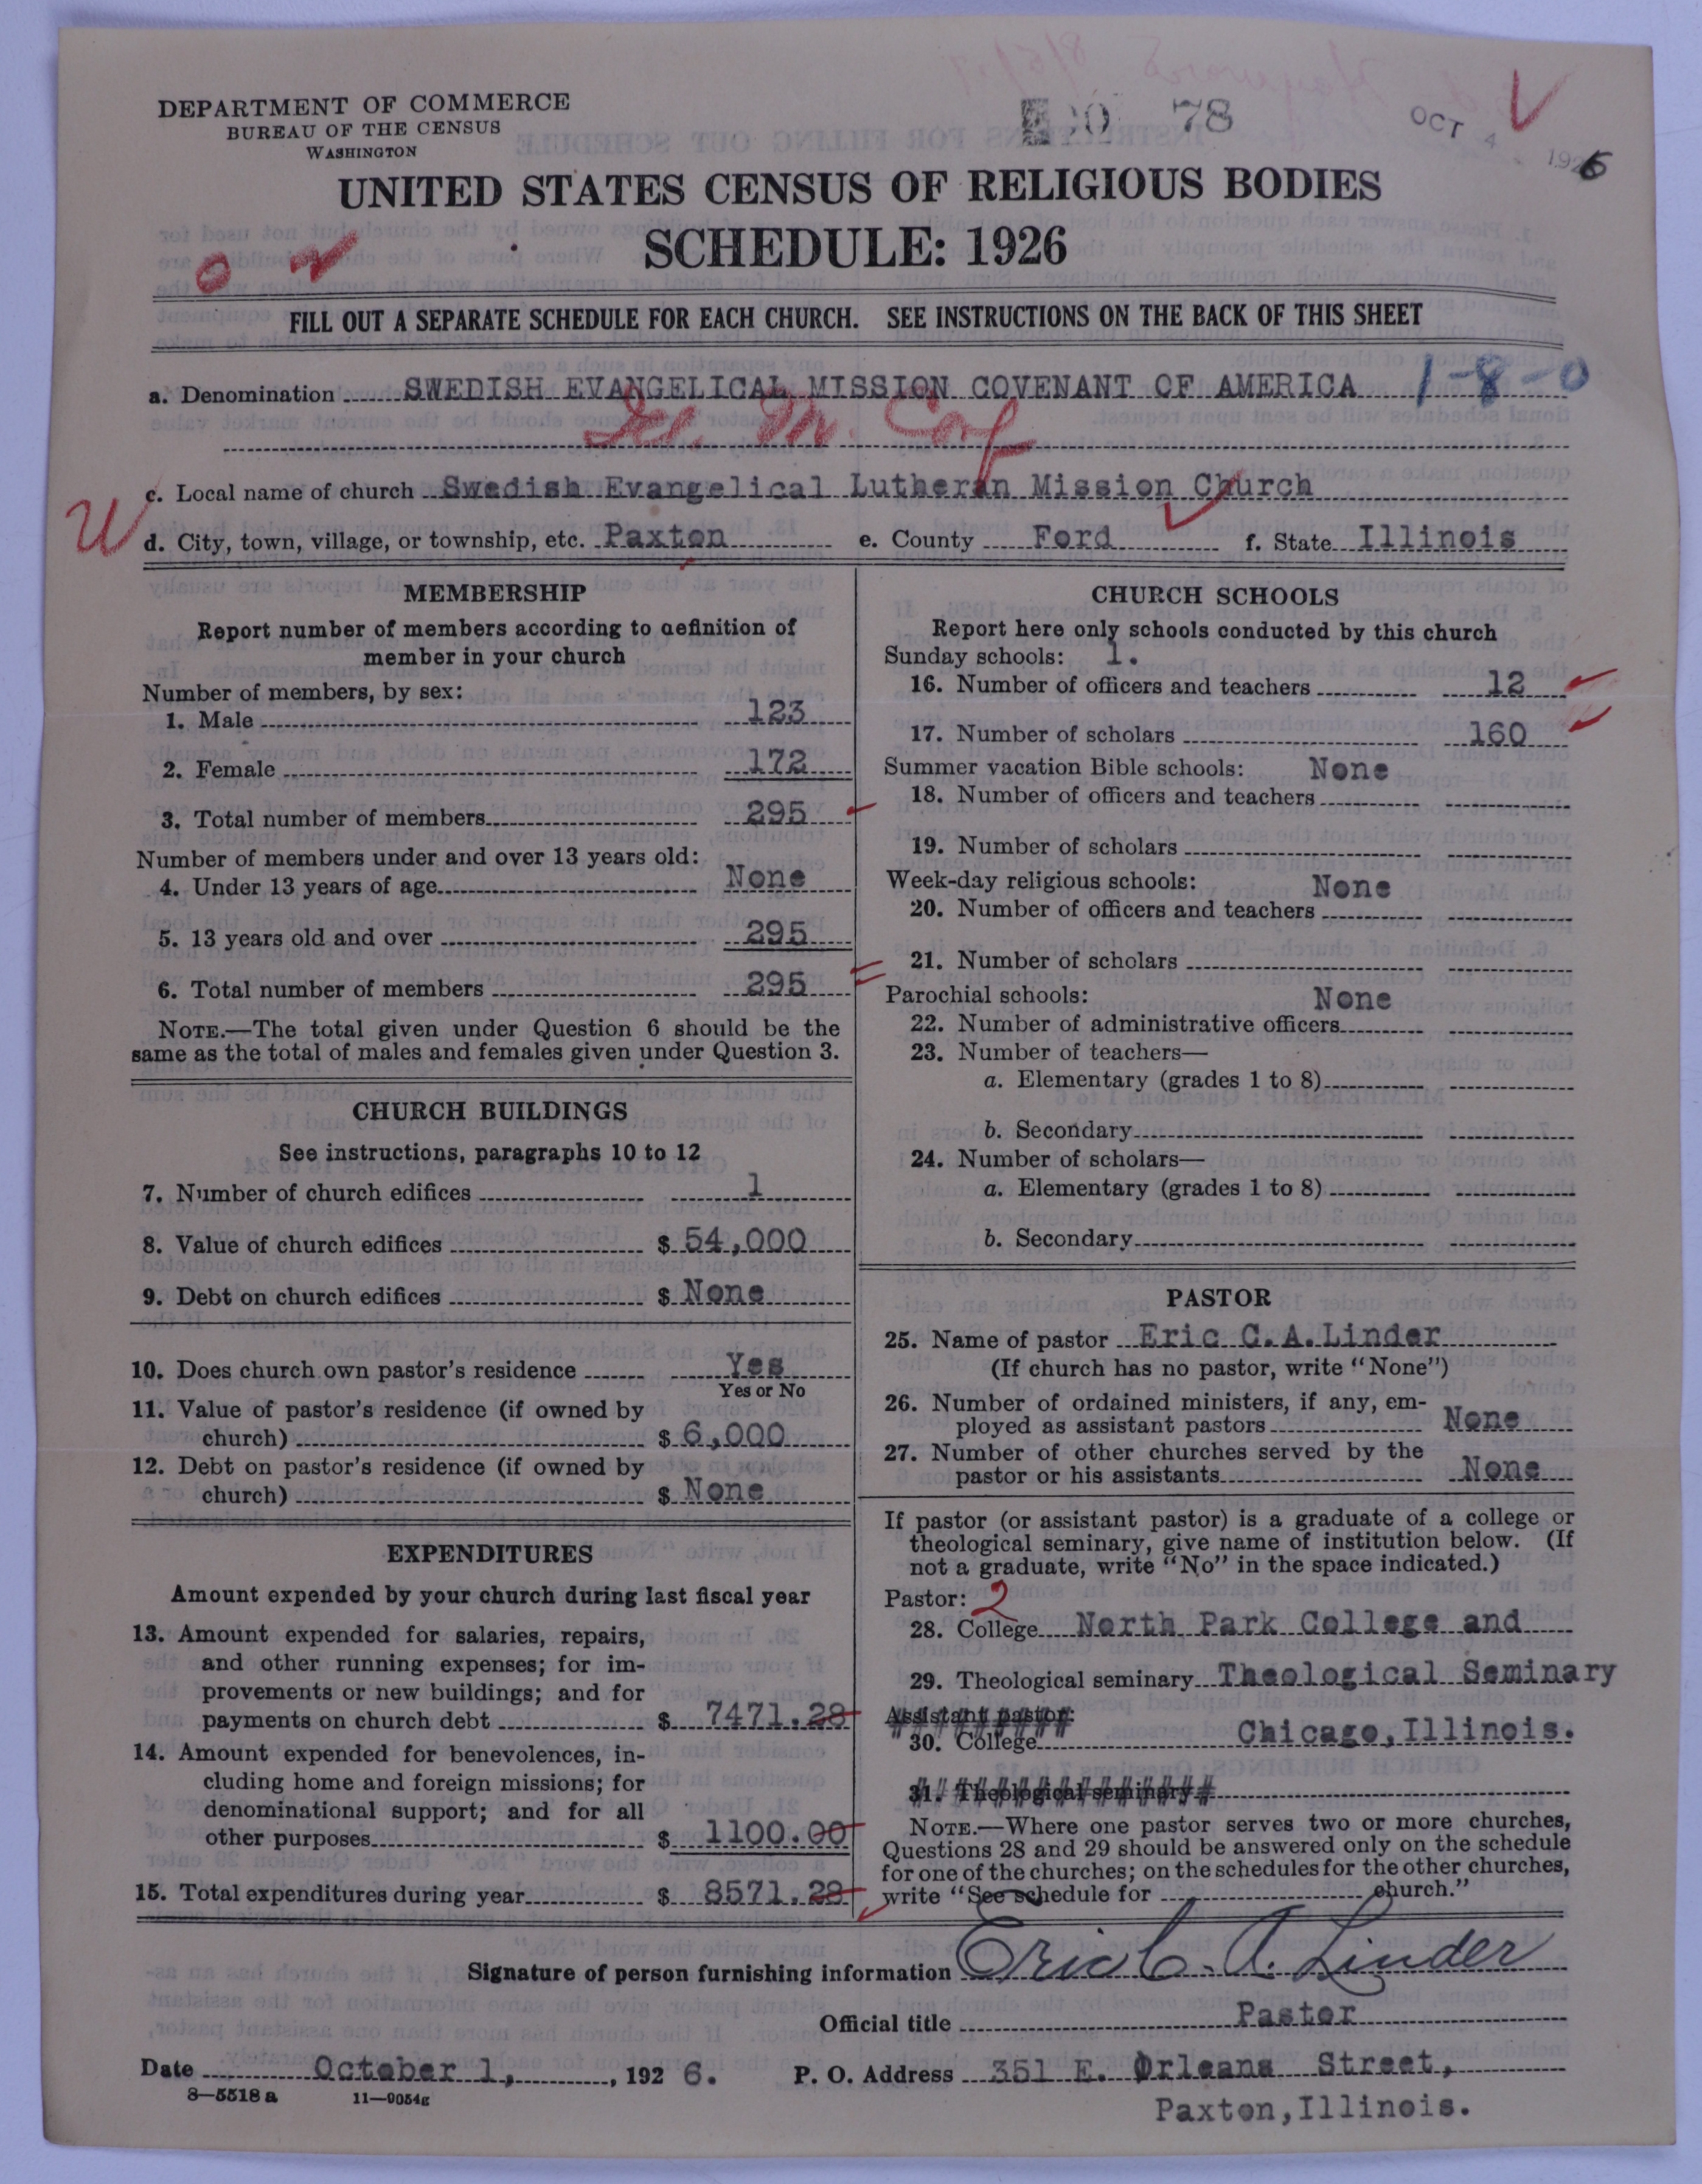 DEPARTMENT OF COMMERCE
BUREAU OF THE CENSUS
WASHINGTON
78
OCT 4 1926
UNITED STATES CENSUS OF RELIGIOUS BODIES
SCHEDULE: 1926
FILL OUT A SEPARATE SCHEDULE FOR EACH CHURCH. SEE INSTRUCTIONS ON THE BACK OF THIS SHEET
a. Denomination SWEDISH EVANGELICAL MISSION COVENANT OF AMERICA 1-8-0
c. Local name of church Swedish Evangelical Lutheran Mission Church
d. City, town, village, or township, etc. Paxton e. County Ford f. State Illinois
MEMBERSHIP
Report number of members according to definition of
member in your church
Number of members, by sex:
1. Male 123
2. Female 172
3. Total number of members 295
Number of members under and over 13 years old:
4. Under 13 years of age None
5. 13 years old and over 295
6. Total number of members 295
NOTE.—The total given under Question 6 should be the
same as the total of males and females given under Question 3.
CHURCH BUILDINGS
See instructions, paragraphs 10 to 12
7. Number of church edifices 1
8. Value of church edifices $ 54,000
9. Debt on church edifices $ None
10. Does church own pastor's residence Yes
Yes or No
11. Value of pastor's residence (if owned by
church) $ 6,000
12. Debt on pastor's residence (if owned by
church) $ None
EXPENDITURES
Amount expended by your church during last fiscal year
13. Amount expended for salaries, repairs,
and other running expenses; for im-
provements or new buildings; and for
payments on church debt $ 7471.28
14. Amount expended for benevolences, in-
cluding home and foreign missions; for
denominational support; and for all
other purposes $ 1100.00
15. Total expenditures during year $ 8571.28
CHURCH SCHOOLS
Report here only schools conducted by this church
Sunday schools: 1.
16. Number of officers and teachers 12
17. Number of scholars 160
Summer vacation Bible schools: None
18. Number of officers and teachers
19. Number of scholars
Week-day religious schools: None
20. Number of officers and teachers
21. Number of scholars
Parochial schools: None
22. Number of administrative officers
23. Number of teachers—
a. Elementary (grades 1 to 8)
b. Secondary
24. Number of scholars—
a. Elementary (grades 1 to 8)
b. Secondary
PASTOR
25. Name of pastor Eric C.A.Linder
(If church has no pastor, write "None")
26. Number of ordained ministers, if any, em-
ployed as assistant pastors None
27. Number of other churches served by the
pastor or his assistants None
If pastor (or assistant pastor) is a graduate of a college or
theological seminary, give name of institution below. (If
not a graduate, write "No" in the space indicated.)
Pastor: 2
28. College North Park College and
29. Theological seminary Theological Seminary
Assistant pastor:
30. College Chicago,Illinois.
31. Theological seminary
NOTE.—Where one pastor serves two or more churches,
Questions 28 and 29 should be answered only on the schedule
for one of the churches; on the schedules for the other churches,
write "See schedule for church."
Signature of person furnishing information Eric C. A. Linder
Official title Pastor
Date October 1, , 192 6. P. O. Address 351 E. Orleans Street,
8—5518 a 11—9054g
Paxton,Illinois.